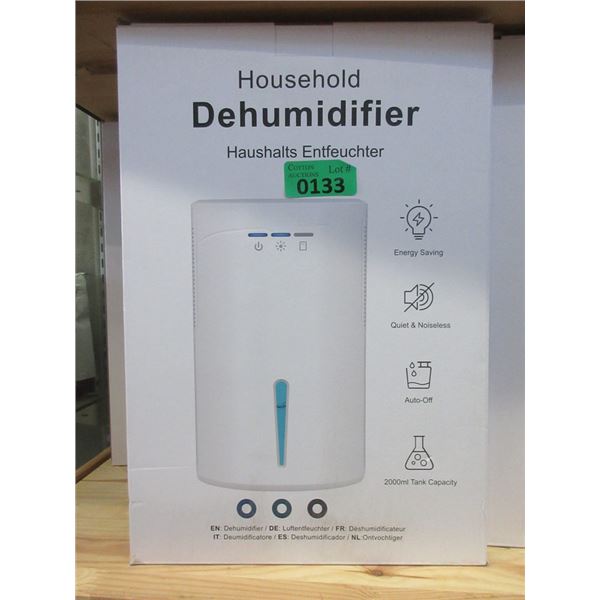 Household
Dehumidifier
Haushalts Entfeuchter
COTTON AUCTIONS Lot #
0133
Energy Saving
Quiet & Noiseless
Auto-Off
2000ml Tank Capacity
EN: Dehumidifier / DE: Luftentfeuchter / FR: Déshumidificateur
IT: Deumidificatore / ES: Deshumidificador / NL:Ontvochtiger